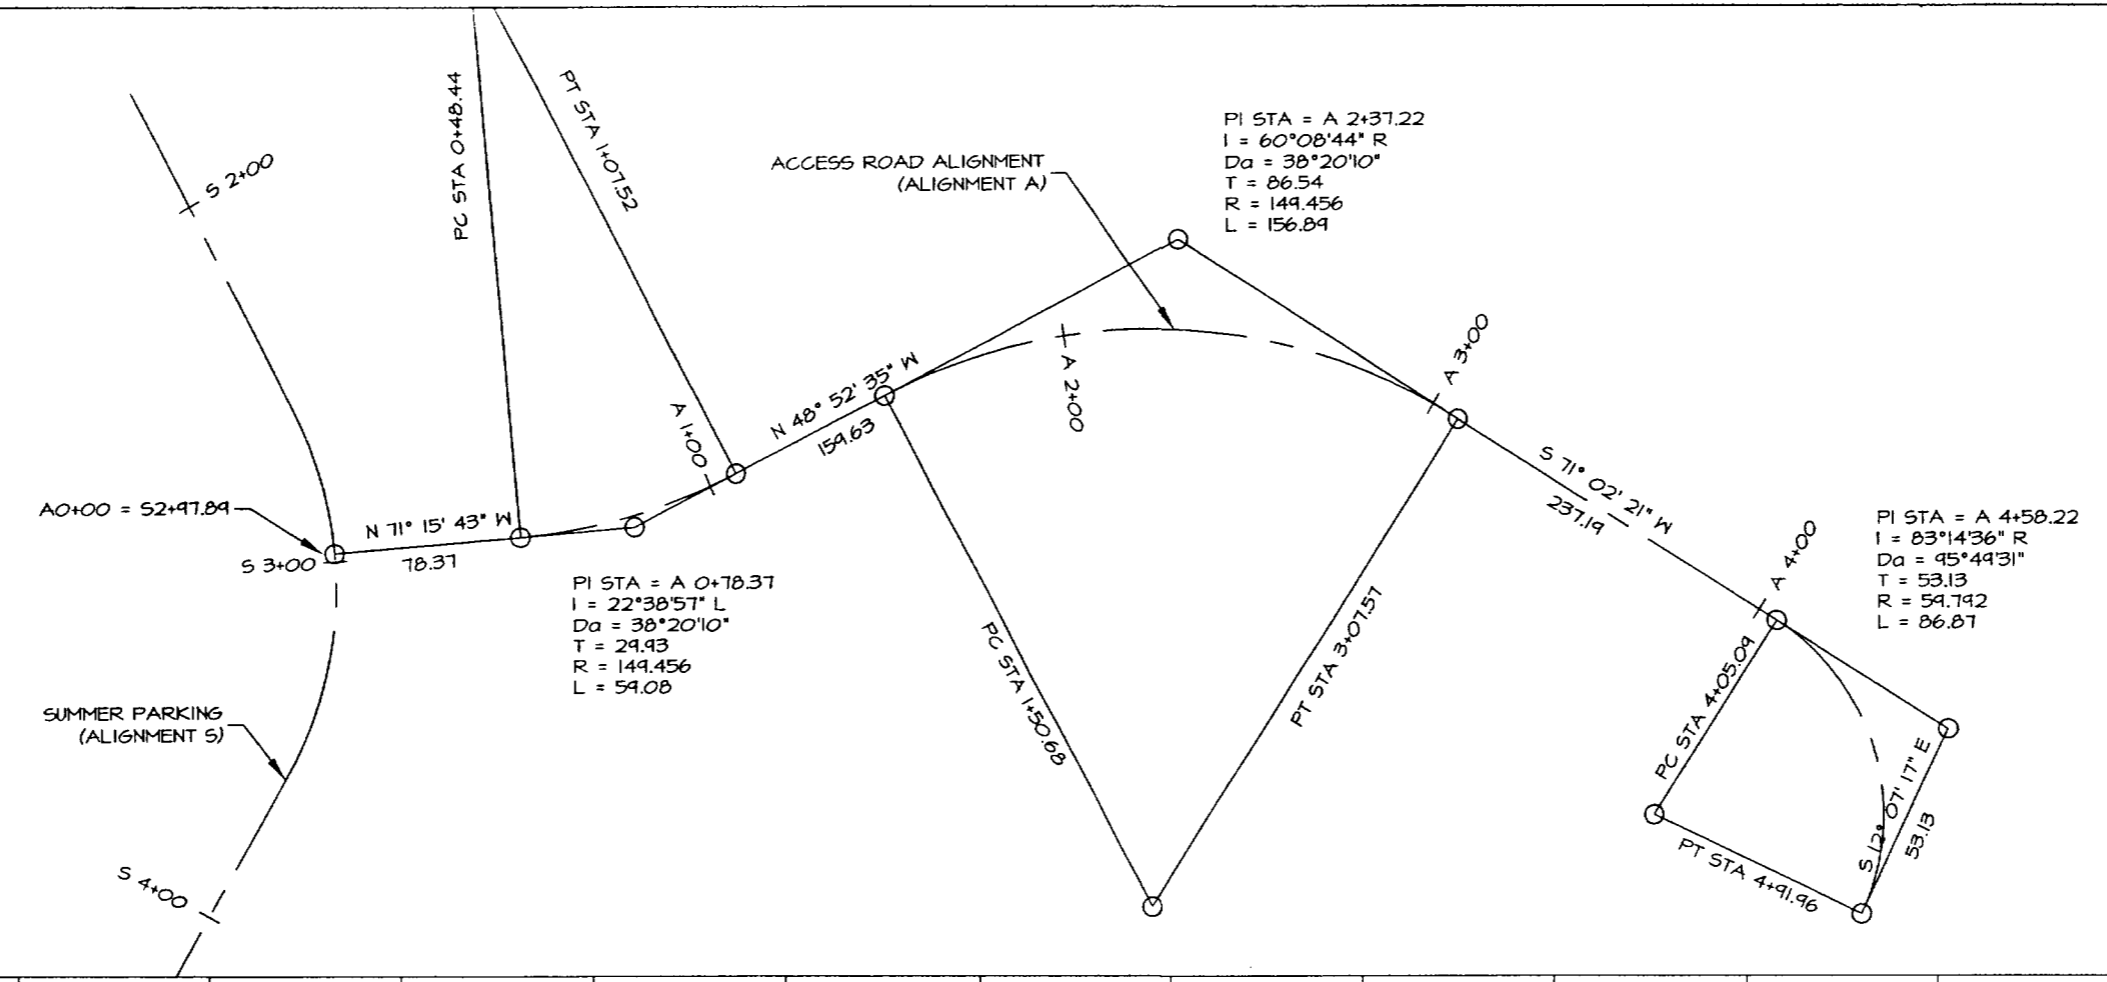 S 2+00
PC STA 0+48.44
PT STA 1+07.52
ACCESS ROAD ALIGNMENT
(ALIGNMENT A)
PI STA = A 2+37.22
I = 60°08'44" R
Da = 38°20'10"
T = 86.54
R = 149.456
L = 156.89
A0+00 = S2+97.89
S 3+00
N 71° 15' 43" W
78.37
A 1+00
N 48° 52' 35" W
159.63
A 2+00
A 3+00
PI STA = A 0+78.37
I = 22°38'57" L
Da = 38°20'10"
T = 29.93
R = 149.456
L = 59.08
PC STA 1+50.68
PT STA 3+07.57
S 71° 02' 21" W
237.19
A 4+00
PI STA = A 4+58.22
I = 83°14'36" R
Da = 95°49'31"
T = 53.13
R = 59.792
L = 86.87
SUMMER PARKING
(ALIGNMENT S)
S 4+00
PC STA 4+05.09
PT STA 4+91.96
S 12° 07' 17" E
53.13